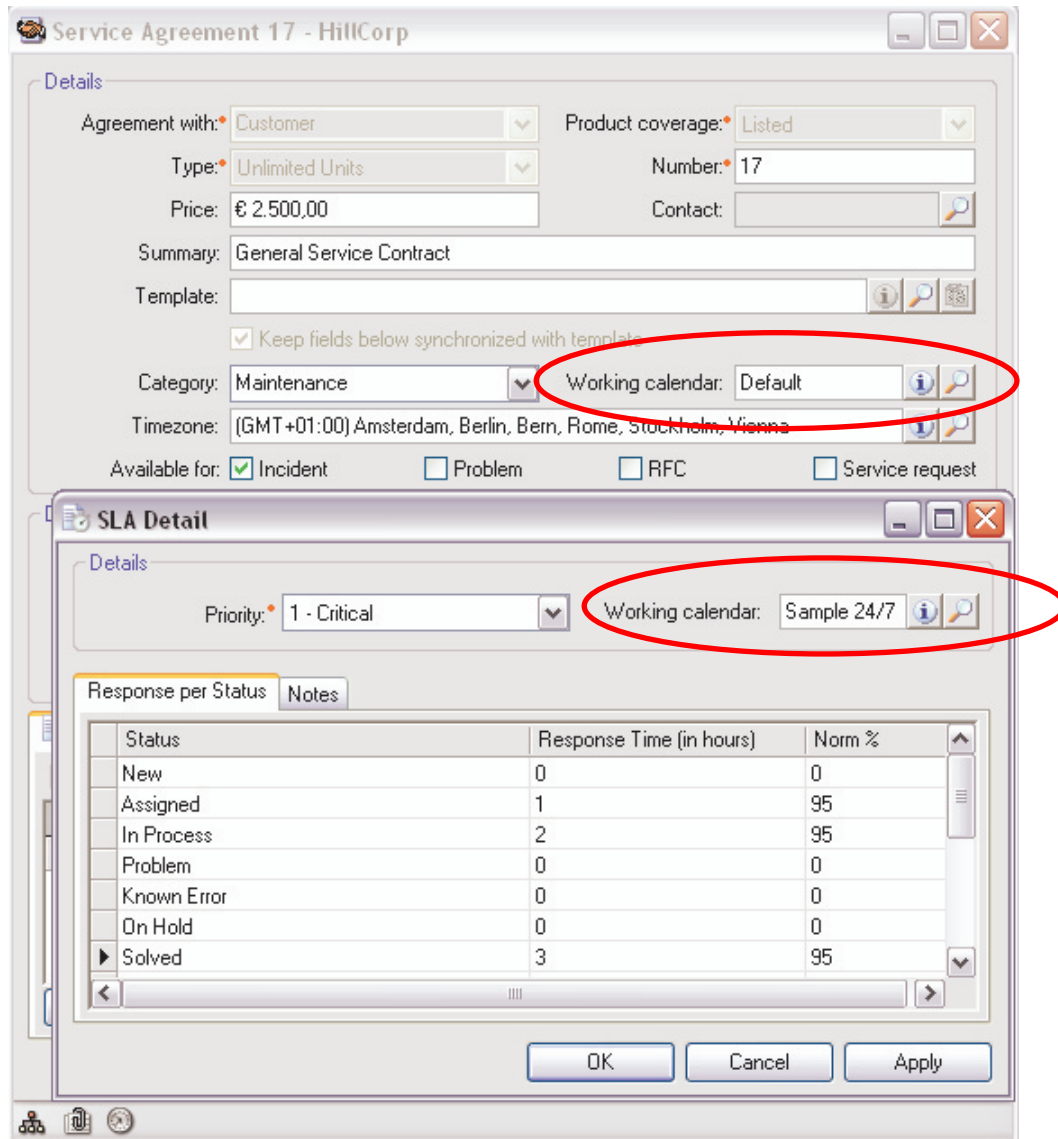 Service Agreement 17 - HillCorp
Details
Agreement with: Customer Product coverage: Listed
Type: Unlimited Units Number: 17
Price: € 2.500,00 Contact:
Summary: General Service Contract
Template:
Keep fields below synchronized with template
Category: Maintenance Working calendar: Default
Timezone: (GMT+01:00) Amsterdam, Berlin, Bern, Rome, Stockholm, Vienna
Available for: Incident Problem RFC Service request
SLA Detail
Details
Priority: 1 - Critical Working calendar: Sample 24/7
Response per Status Notes
Status Response Time (in hours) Norm %
New 0 0
Assigned 1 95
In Process 2 95
Problem 0 0
Known Error 0 0
On Hold 0 0
Solved 3 95
OK Cancel Apply